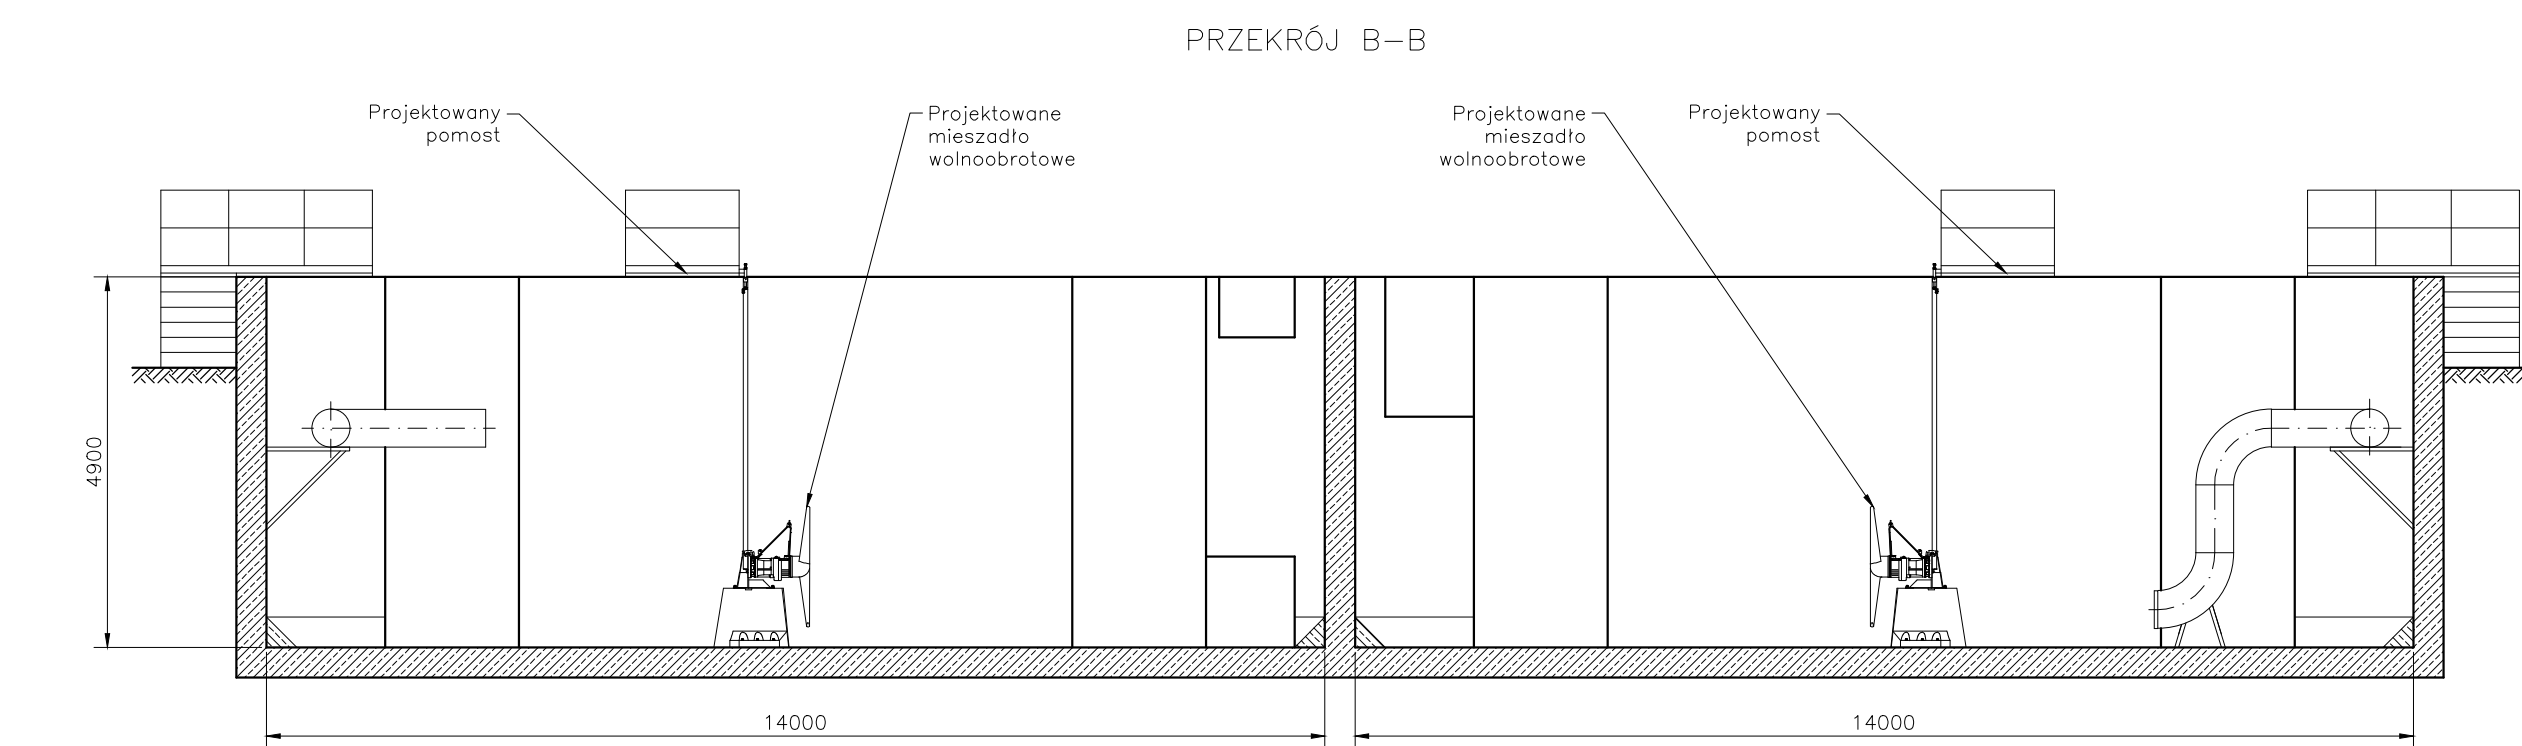 PRZEKRÓJ B-B
Projektowany
pomost
Projektowane
mieszadło
wolnoobrotowe
Projektowane
mieszadło
wolnoobrotowe
Projektowany
pomost
4900
14000
14000